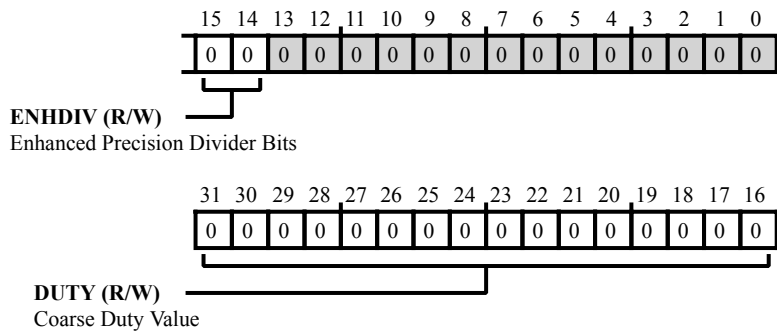 15 14 13 12 11 10 9 8 7 6 5 4 3 2 1 0
0 0 0 0 0 0 0 0 0 0 0 0 0 0 0 0
ENHDIV (R/W)
Enhanced Precision Divider Bits
31 30 29 28 27 26 25 24 23 22 21 20 19 18 17 16
0 0 0 0 0 0 0 0 0 0 0 0 0 0 0 0
DUTY (R/W)
Coarse Duty Value